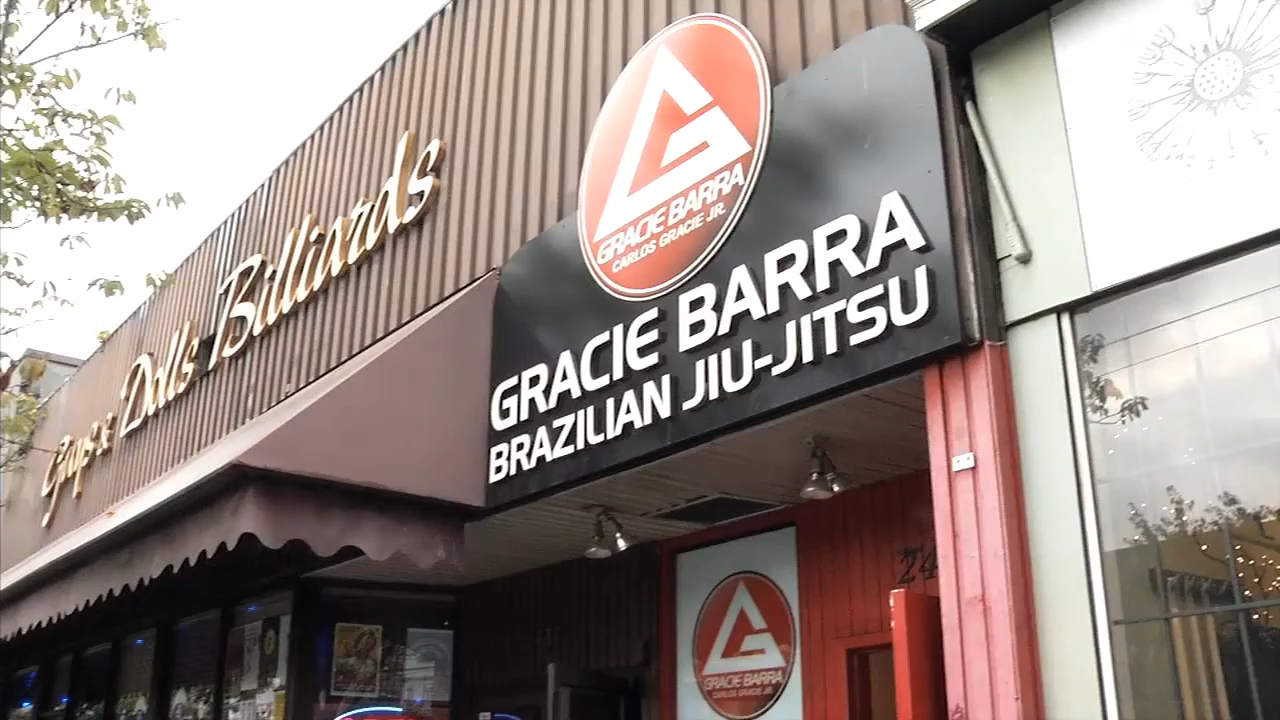 Guys & Dolls Billiards
GRACIE BARRA
CARLOS GRACIE JR.
GRACIE BARRA
BRAZILIAN JIU-JITSU
24
GRACIE BARRA
CARLOS GRACIE JR.